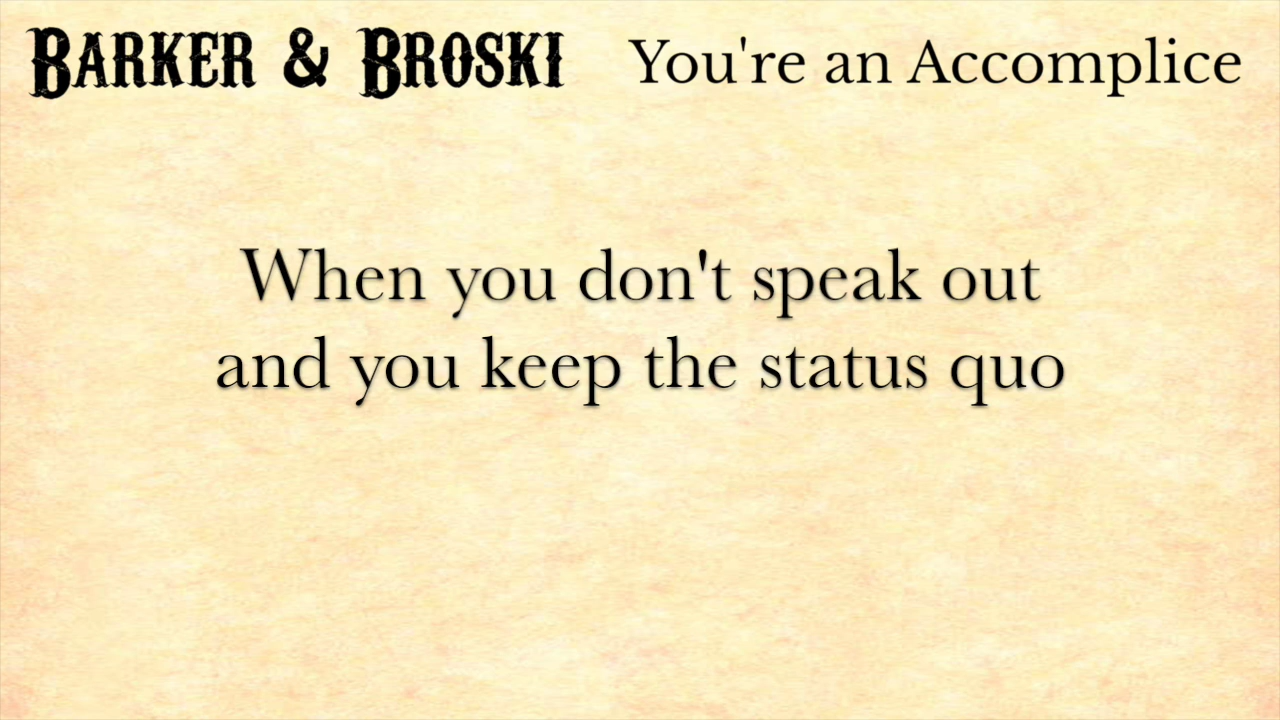 BARKER & BROSKI You're an Accomplice
When you don't speak out
and you keep the status quo